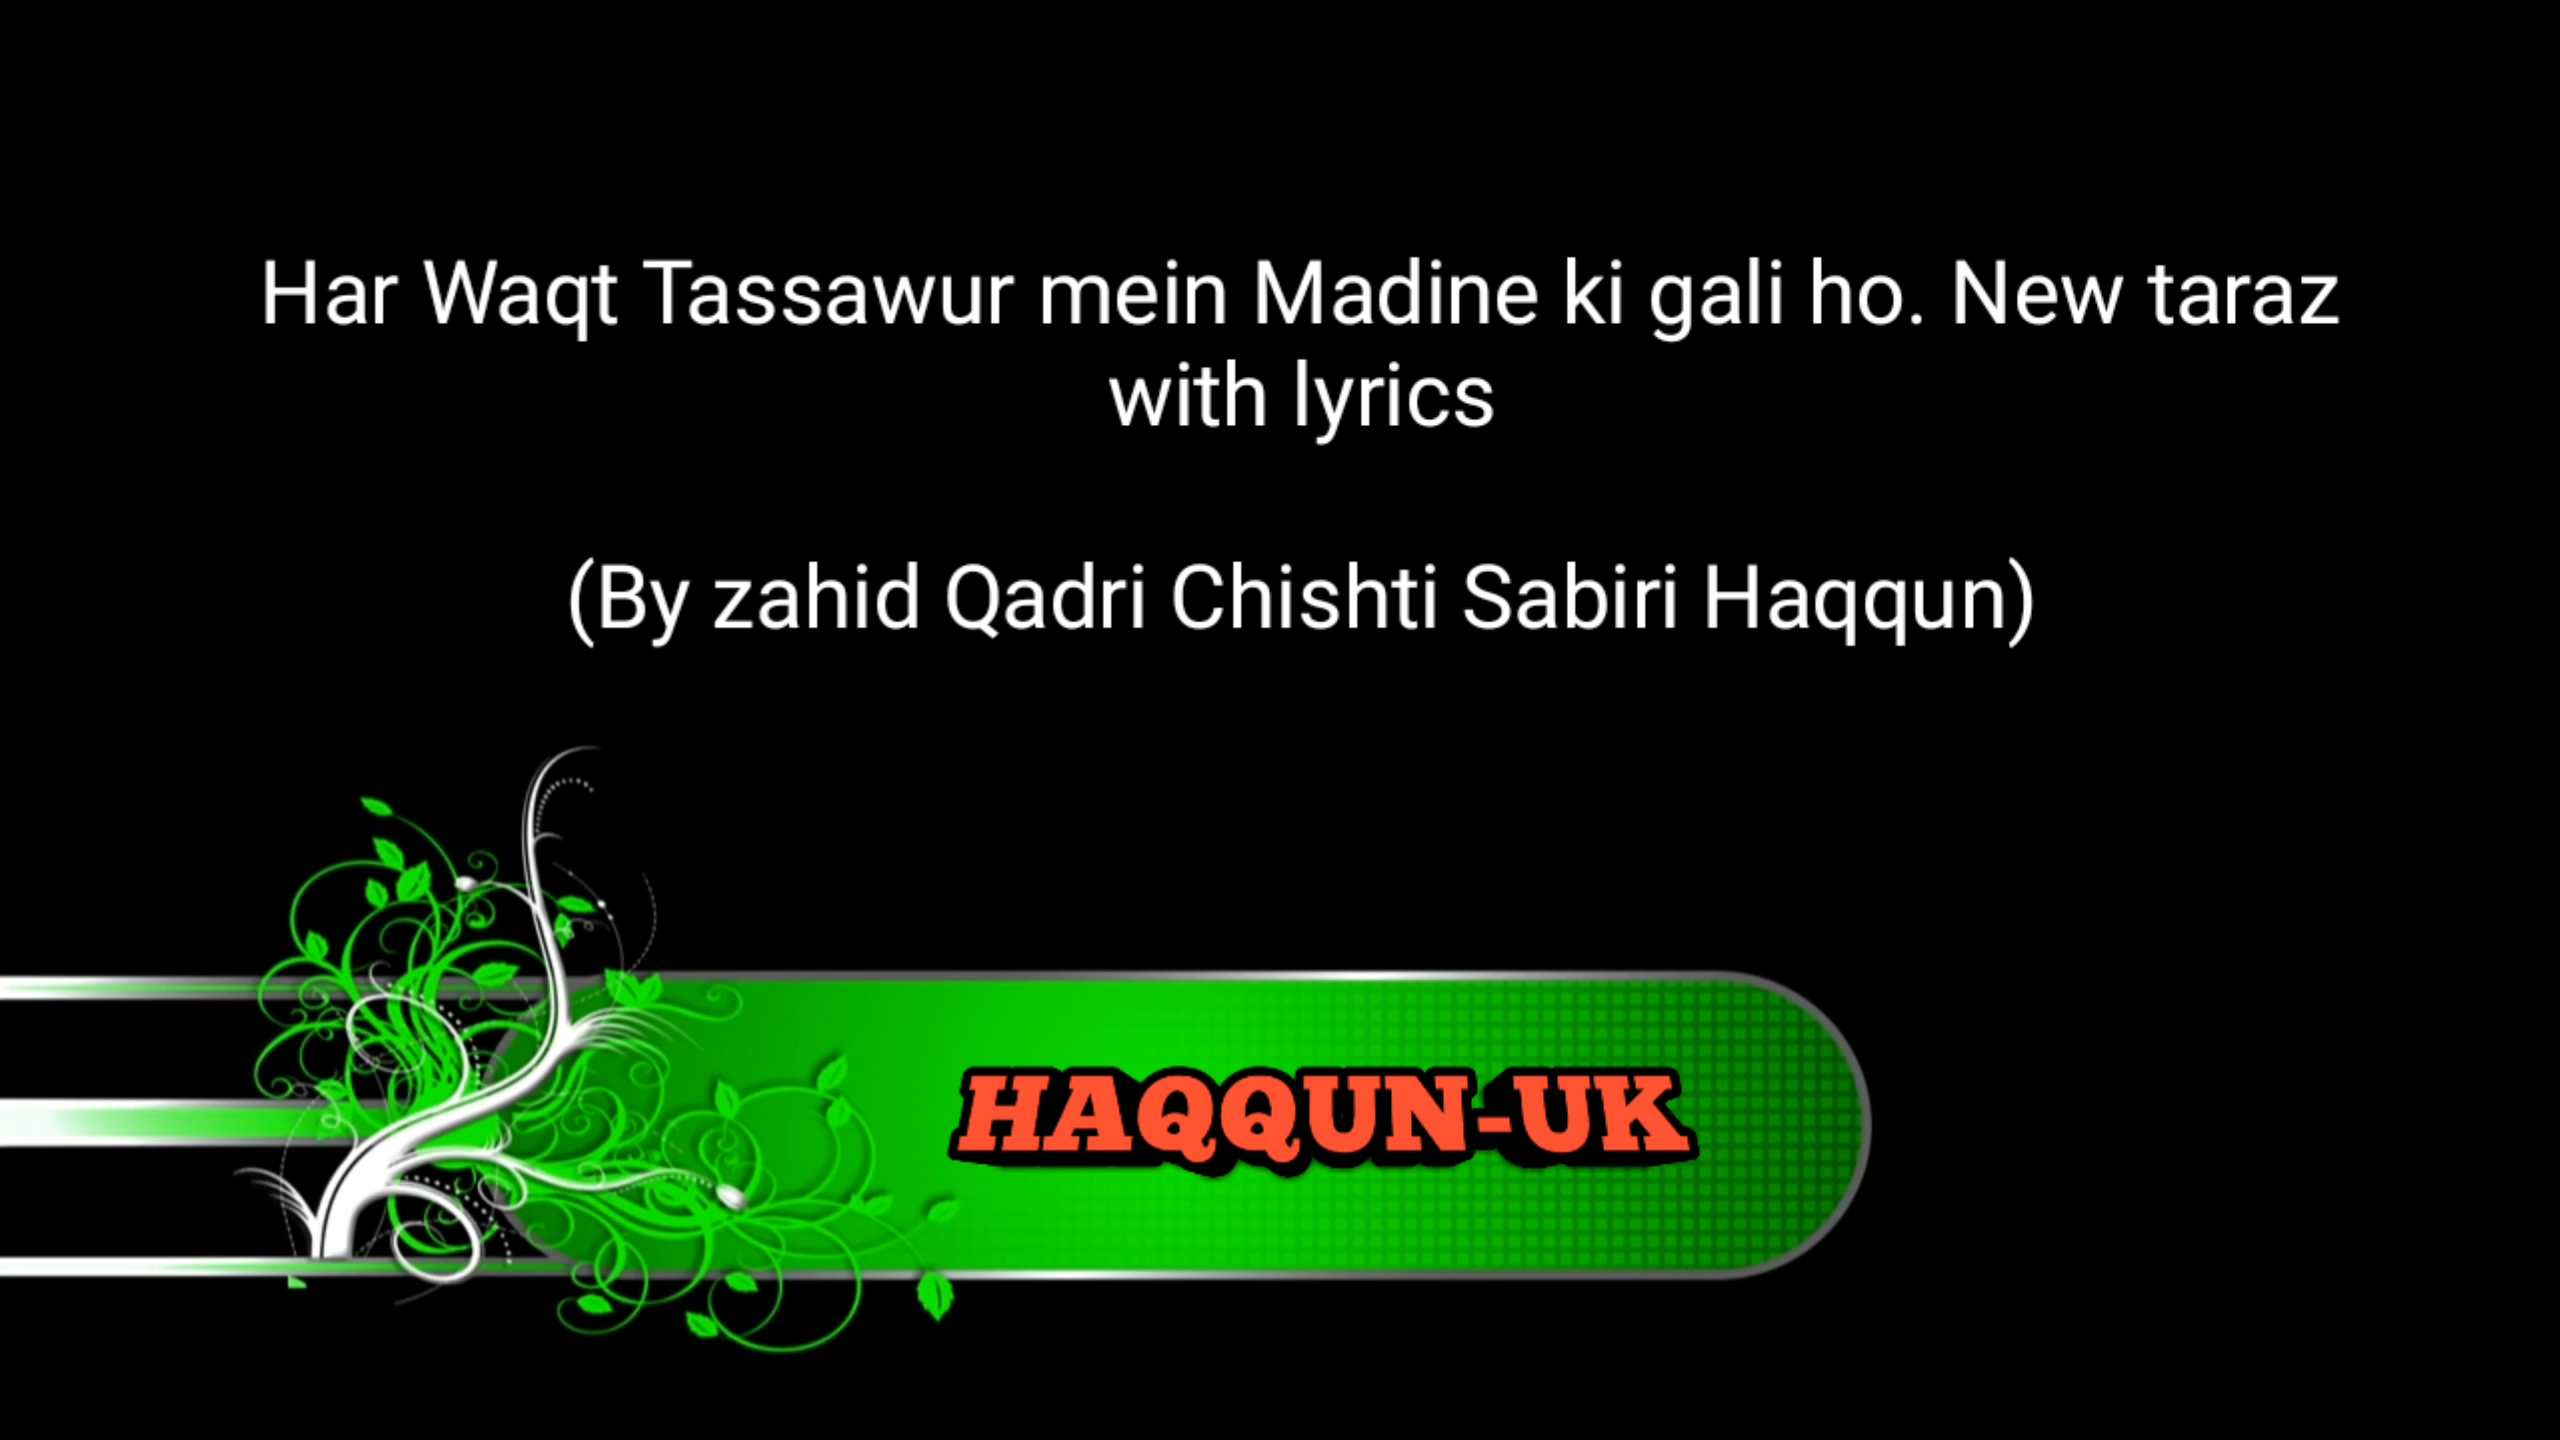 Har Waqt Tassawur mein Madine ki gali ho. New taraz
with lyrics
(By zahid Qadri Chishti Sabiri Haqqun)
HAQQUN-UK